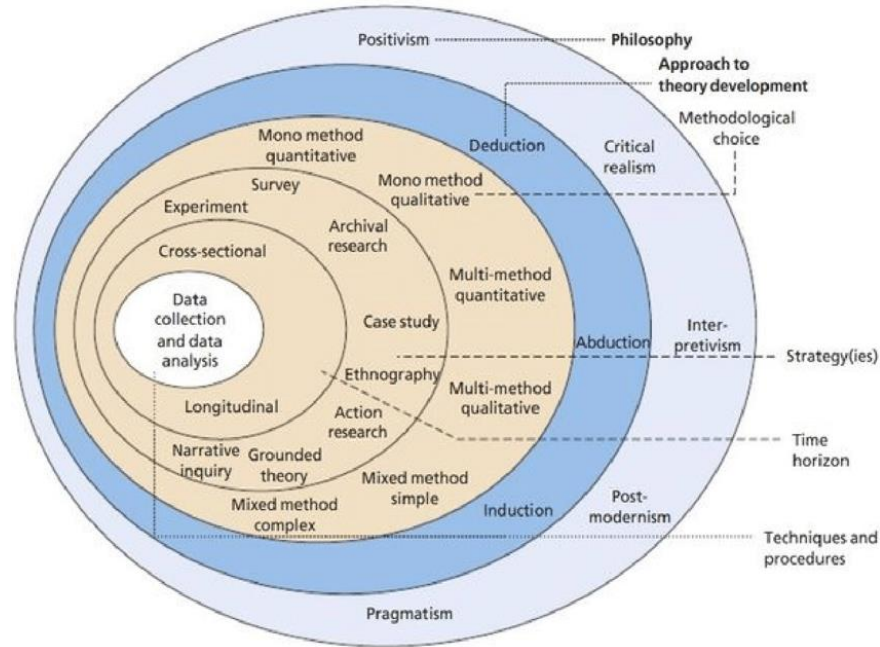 Positivism
Philosophy
Approach to
theory development
Methodological
choice
Deduction
Critical
realism
Mono method
quantitative
Mono method
qualitative
Survey
Experiment
Archival
research
Cross-sectional
Multi-method
quantitative
Data
collection
and data
analysis
Case study
Abduction
Inter-
pretivism
Strategy(ies)
Ethnography
Multi-method
qualitative
Longitudinal
Action
research
Time
horizon
Narrative
inquiry
Grounded
theory
Mixed method
simple
Mixed method
complex
Induction
Post-
modernism
Techniques and
procedures
Pragmatism